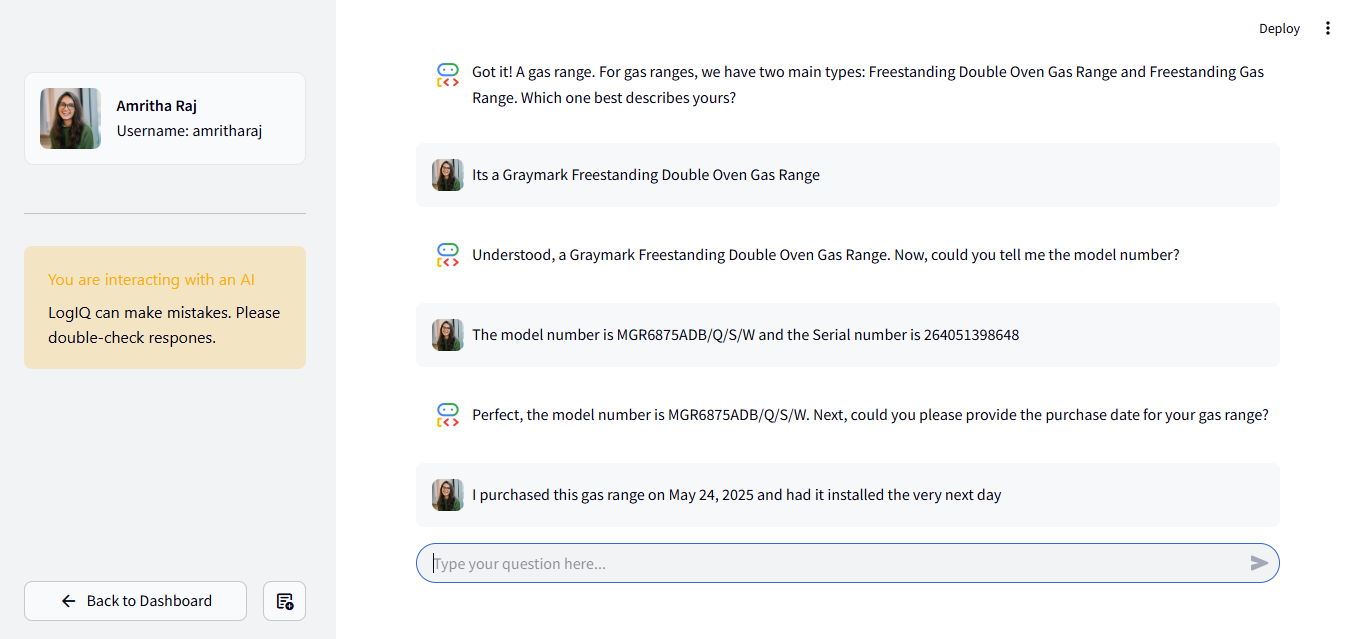 Deploy
Amritha Raj
Username: amritharaj
You are interacting with an AI
LogIQ can make mistakes. Please
double-check respones.
Back to Dashboard
Got it! A gas range. For gas ranges, we have two main types: Freestanding Double Oven Gas Range and Freestanding Gas
Range. Which one best describes yours?
Its a Graymark Freestanding Double Oven Gas Range
Understood, a Graymark Freestanding Double Oven Gas Range. Now, could you tell me the model number?
The model number is MGR6875ADB/Q/S/W and the Serial number is 264051398648
Perfect, the model number is MGR6875ADB/Q/S/W. Next, could you please provide the purchase date for your gas range?
I purchased this gas range on May 24, 2025 and had it installed the very next day
Type your question here...